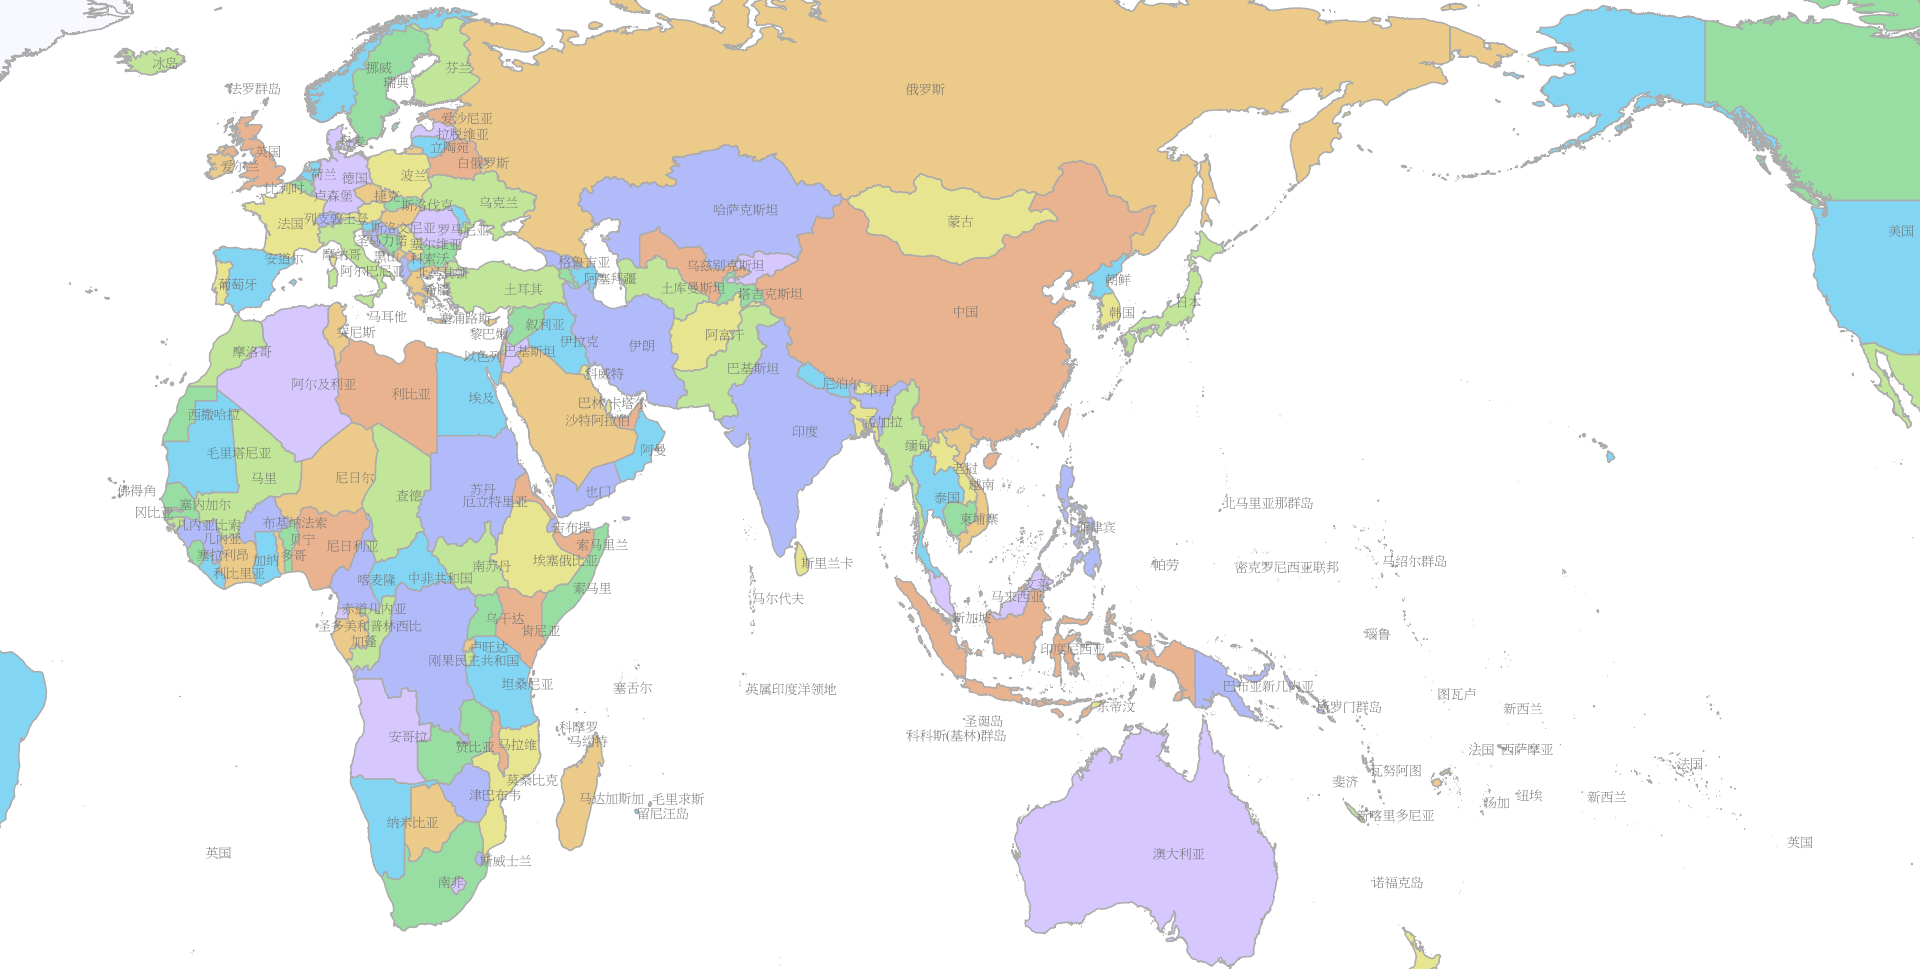 冰岛
挪威
芬兰
瑞典
法罗群岛
俄罗斯
爱沙尼亚
拉脱维亚
立陶宛
英国
爱尔兰
白俄罗斯
荷兰
德国
波兰
比利时
卢森堡
捷克
斯洛伐克
乌克兰
法国
列支敦士登
罗马尼亚
圣马力诺
塞尔维亚
摩纳哥
黑山
科索沃
安道尔
阿尔巴尼亚
葡萄牙
希腊
土耳其
格鲁吉亚
阿塞拜疆
哈萨克斯坦
蒙古
乌兹别克斯坦
土库曼斯坦
塔吉克斯坦
中国
朝鲜
韩国
日本
美国
马耳他
塞浦路斯
突尼斯
黎巴嫩
叙利亚
以色列
巴基斯坦
伊拉克
伊朗
阿富汗
巴基斯坦
摩洛哥
阿尔及利亚
利比亚
埃及
科威特
巴林
卡塔尔
沙特阿拉伯
尼泊尔
不丹
孟加拉
印度
缅甸
老挝
越南
泰国
柬埔寨
阿曼
也门
西撒哈拉
毛里塔尼亚
马里
尼日尔
查德
苏丹
厄立特里亚
佛得角
冈比亚
塞内加尔
几内亚比索
几内亚
布基纳法索
贝宁
塞拉利昂
利比里亚
加纳
多哥
尼日利亚
吉布提
索马里兰
埃塞俄比亚
南苏丹
索马里
喀麦隆
中非共和国
赤道几内亚
圣多美和普林西比
加蓬
乌干达
肯尼亚
卢旺达
刚果民主共和国
坦桑尼亚
斯里兰卡
马尔代夫
北马里亚那群岛
菲律宾
帕劳
密克罗尼西亚联邦
马绍尔群岛
文莱
马来西亚
新加坡
印度尼西亚
瑙鲁
塞舌尔
英属印度洋领地
巴布亚新几内亚
图瓦卢
所罗门群岛
新西兰
东帝汶
圣诞岛
科科斯(基林)群岛
安哥拉
赞比亚
马拉维
科摩罗
马约特
莫桑比克
津巴布韦
纳米比亚
马达加斯加
毛里求斯
留尼汪岛
法国
西萨摩亚
法国
瓦努阿图
斐济
汤加
纽埃
新西兰
新喀里多尼亚
英国
英国
斯威士兰
南非
澳大利亚
诺福克岛